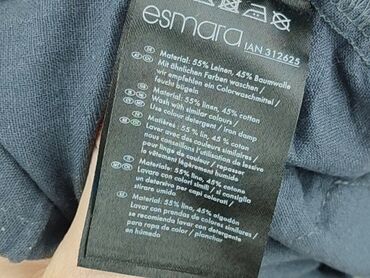 esmara IAN 312625
Material: 55% Leinen, 45% Baumwolle
Mit ähnlichen Farben waschen /
wir empfehlen ein Colorwaschmittel /
feucht bügeln
Material: 55% linen, 45% cotton
Wash with similar colours /
Use colour detergent / Iron damp
Matières : 55% lin, 45% coton
Laver avec des couleurs similaires /
nous conseillons l'utilisation de lessive
pour linge de couleur / repasser
le vêtement légèrement humide
Materiale: 55% lino, 45% cotone
Lavare con colori simili / si consiglia
un detersivo per capi colorati /
stirare umido
Material: 55% lino, 45% algodón
Lavar con prendas de colores similares /
se recomienda lavar con detergente
para ropa de color / planchar
en húmedo